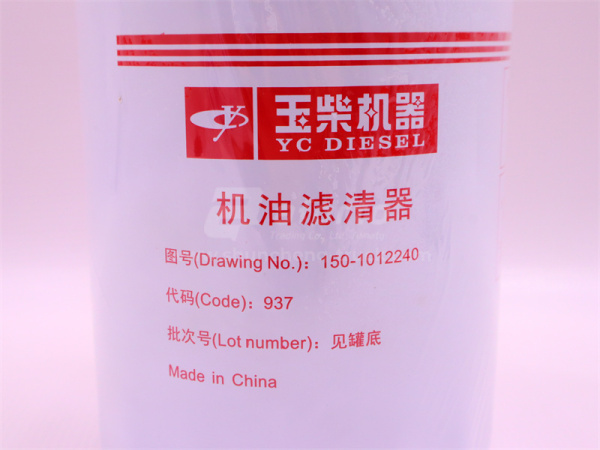 玉柴机器
YC DIESEL
机油滤清器
图号(Drawing No.): 150-1012240
代码(Code): 937
批次号(Lot number): 见罐底
Made in China